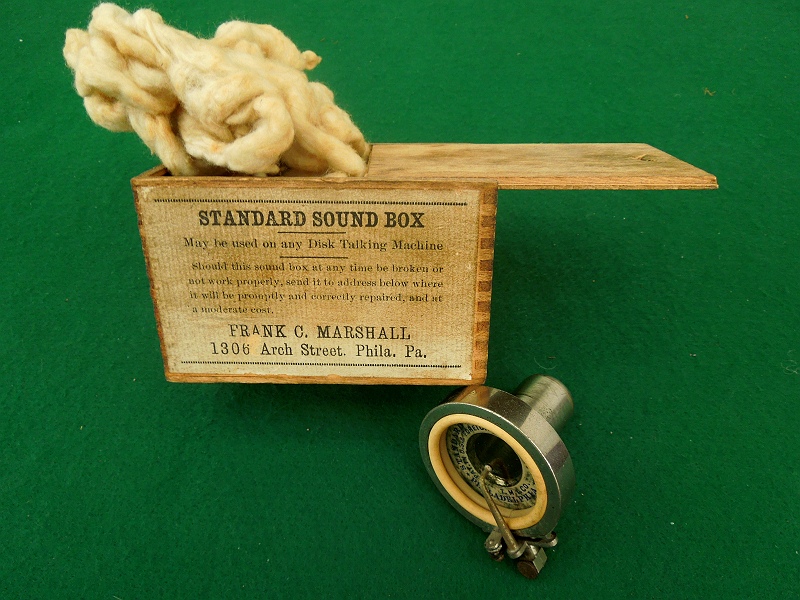 STANDARD SOUND BOX
May be used on any Disk Talking Machine
Should this sound box at any time be broken or
not work properly, send it to address below where
it will be promptly and correctly repaired, and at
a moderate cost.
FRANK C. MARSHALL
1306 Arch Street. Phila. Pa.